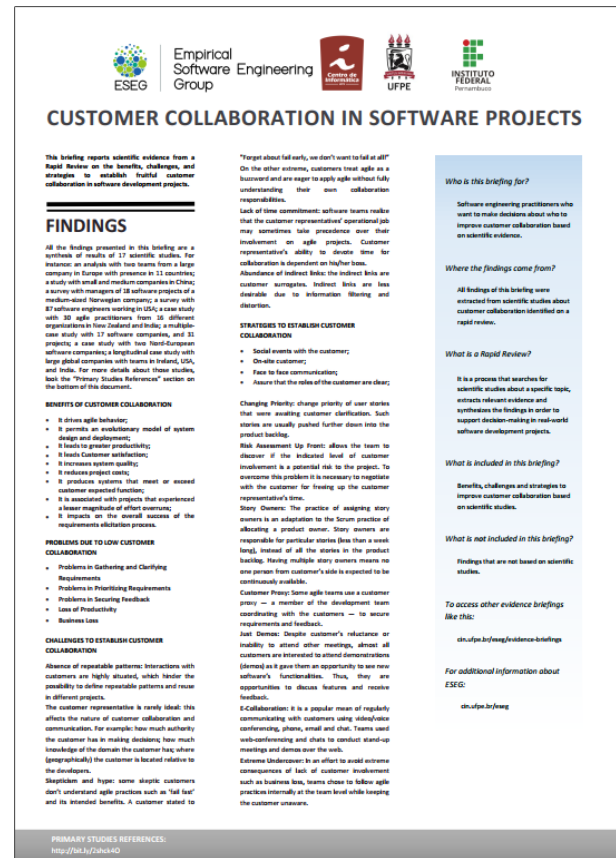 ESEG
Empirical
Software Engineering
Group
Centro de
Informática
UFPE
UFPE
INSTITUTO
FEDERAL
Pernambuco
CUSTOMER COLLABORATION IN SOFTWARE PROJECTS
This briefing reports scientific evidence from a
Rapid Review on the benefits, challenges, and
strategies to establish fruitful customer
collaboration in software development projects.
FINDINGS
All the findings presented in this briefing are a
synthesis of results of 17 scientific studies. For
instance: an analysis with two teams from a large
company in Europe with presence in 11 countries;
a study with small and medium companies in China;
a survey with managers of 18 software projects of a
medium-sized Norwegian company; a survey with
87 software engineers working in USA; a case study
with 30 agile practitioners from 16 different
organizations in New Zealand and India; a multiple-
case study with 17 software companies, and 31
projects; a case study with two Nord-European
software companies; a longitudinal case study with
large global companies with teams in Ireland, USA,
and India. For more details about those studies,
look the "Primary Studies References" section on
the bottom of this document.
BENEFITS OF CUSTOMER COLLABORATION
• It drives agile behavior;
• It permits an evolutionary model of system
design and deployment;
• It leads to greater productivity;
• It leads Customer satisfaction;
• It increases system quality;
• It reduces project costs;
• It produces systems that meet or exceed
customer expected function;
• It is associated with projects that experienced
a lesser magnitude of effort overruns;
• It impacts on the overall success of the
requirements elicitation process.
PROBLEMS DUE TO LOW CUSTOMER
COLLABORATION
• Problems in Gathering and Clarifying
Requirements
• Problems in Prioritizing Requirements
• Problems in Securing Feedback
• Loss of Productivity
• Business Loss
CHALLENGES TO ESTABLISH CUSTOMER
COLLABORATION
Absence of repeatable patterns: Interactions with
customers are highly situated, which hinder the
possibility to define repeatable patterns and reuse
in different projects.
The customer representative is rarely ideal: this
affects the nature of customer collaboration and
communication. For example: how much authority
the customer has in making decisions; how much
knowledge of the domain the customer has; where
(geographically) the customer is located relative to
the developers.
Skepticism and hype: some skeptic customers
don't understand agile practices such as 'fail fast'
and its intended benefits. A customer stated to
"Forget about fail early, we don't want to fail at all!"
On the other extreme, customers treat agile as a
buzzword and are eager to apply agile without fully
understanding their own collaboration
responsibilities.
Lack of time commitment: software teams realize
that the customer representatives' operational job
may sometimes take precedence over their
involvement on agile projects. Customer
representative's ability to devote time for
collaboration is dependent on his/her boss.
Abundance of indirect links: the indirect links are
customer surrogates. Indirect links are less
desirable due to information filtering and
distortion.
STRATEGIES TO ESTABLISH CUSTOMER
COLLABORATION
• Social events with the customer;
• On-site customer;
• Face to face communication;
• Assure that the roles of the customer are clear;
Changing Priority: change priority of user stories
that were awaiting customer clarification. Such
stories are usually pushed further down into the
product backlog.
Risk Assessment Up Front: allows the team to
discover if the indicated level of customer
involvement is a potential risk to the project. To
overcome this problem it is necessary to negotiate
with the customer for freeing up the customer
representative's time.
Story Owners: The practice of assigning story
owners is an adaptation to the Scrum practice of
allocating a product owner. Story owners are
responsible for particular stories (less than a week
long), instead of all the stories in the product
backlog. Having multiple story owners means no
one person from customer's side is expected to be
continuously available.
Customer Proxy: Some agile teams use a customer
proxy — a member of the development team
coordinating with the customers — to secure
requirements and feedback.
Just Demos: Despite customer's reluctance or
inability to attend other meetings, almost all
customers are interested to attend demonstrations
(demos) as it gave them an opportunity to see new
software's functionalities. Thus, they are
opportunities to discuss features and receive
feedback.
E-Collaboration: it is a popular mean of regularly
communicating with customers using video/voice
conferencing, phone, email and chat. Teams used
web-conferencing and chats to conduct stand-up
meetings and demos over the web.
Extreme Undercover: In an effort to avoid extreme
consequences of lack of customer involvement
such as business loss, teams chose to follow agile
practices internally at the team level while keeping
the customer unaware.
Who is this briefing for?
Software engineering practitioners who
want to make decisions about who to
improve customer collaboration based
on scientific evidence.
Where the findings come from?
All findings of this briefing were
extracted from scientific studies about
customer collaboration identified on a
rapid review.
What is a Rapid Review?
It is a process that searches for
scientific studies about a specific topic,
extracts relevant evidence and
synthesizes the findings in order to
support decision-making in real-world
software development projects.
What is included in this briefing?
Benefits, challenges and strategies to
improve customer collaboration based
on scientific studies.
What is not included in this briefing?
Findings that are not based on scientific
studies.
To access other evidence briefings
like this:
cin.ufpe.br/eseg/evidence-briefings
For additional information about
ESEG:
cin.ufpe.br/eseg
PRIMARY STUDIES REFERENCES:
http://bit.ly/2shck4O